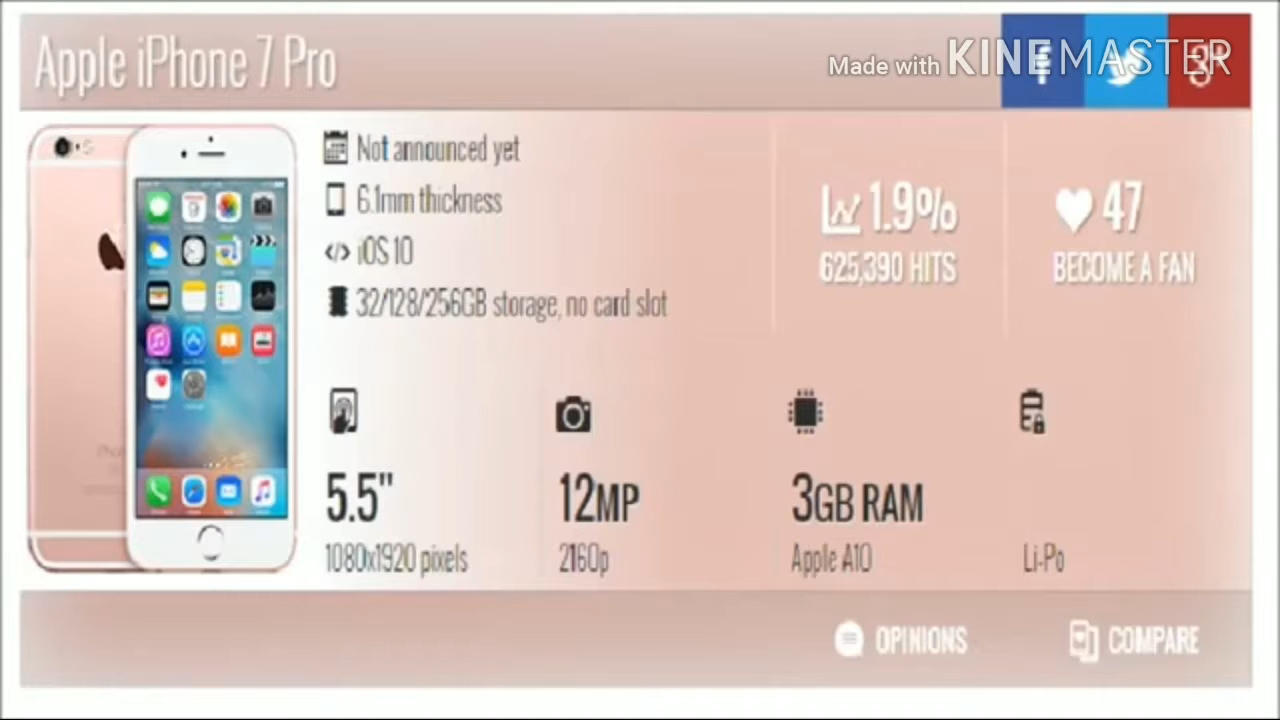 Apple iPhone 7 Pro
Made with KINEMASTER
Not announced yet
6.1mm thickness
iOS 10
32/128/256GB storage, no card slot
1.9%
625,390 HITS
47
BECOME A FAN
5.5"
1080x1920 pixels
12MP
2160p
3GB RAM
Apple A10
Li-Po
OPINIONS
COMPARE